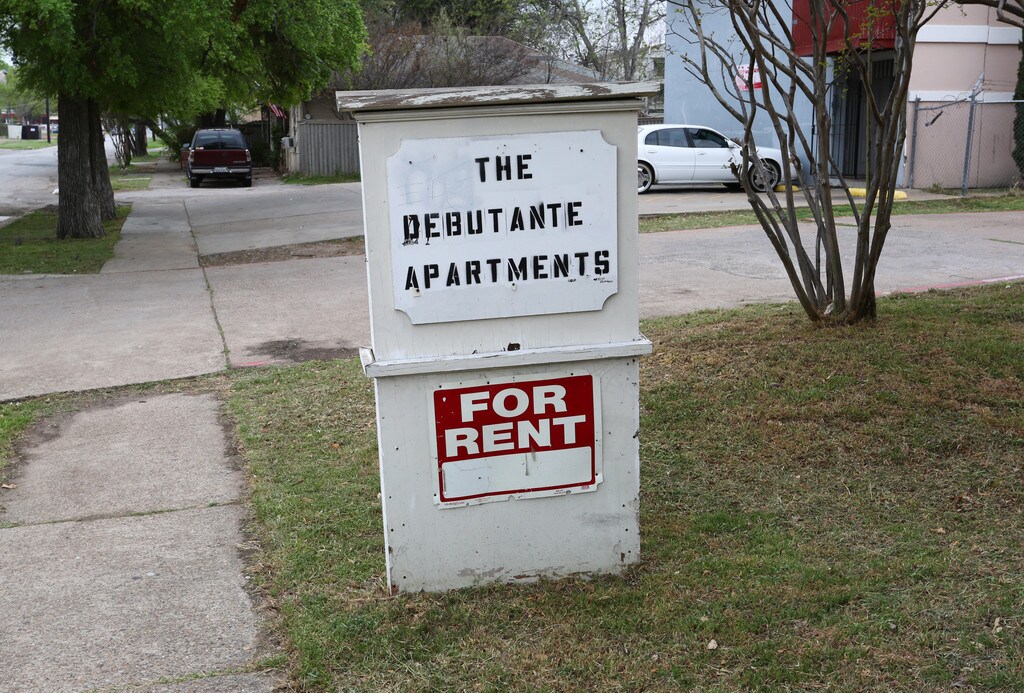 THE
DEBUTANTE
APARTMENTS
FOR
RENT